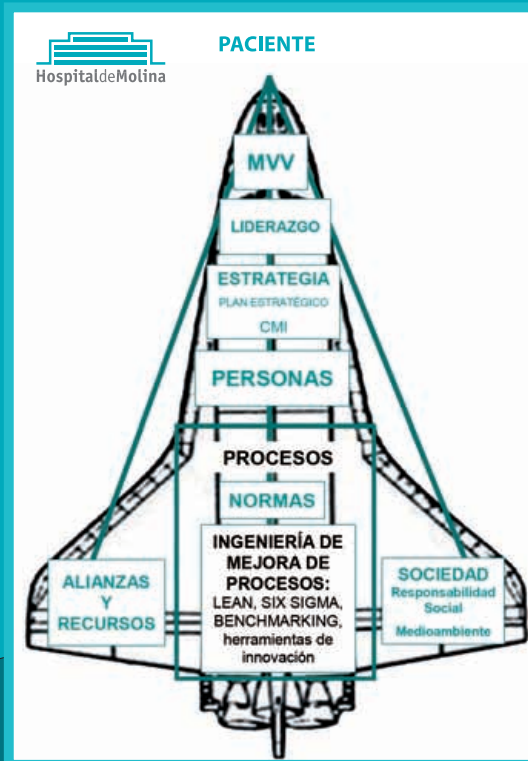 HospitaldeMolina
PACIENTE
MVV
LIDERAZGO
ESTRATEGIA
PLAN ESTRATÉGICO
CMI
PERSONAS
PROCESOS
NORMAS
INGENIERÍA DE
MEJORA DE
PROCESOS:
LEAN, SIX SIGMA,
BENCHMARKING,
herramientas de
innovación
ALIANZAS
Y
RECURSOS
SOCIEDAD
Responsabilidad
Social
Medioambiente